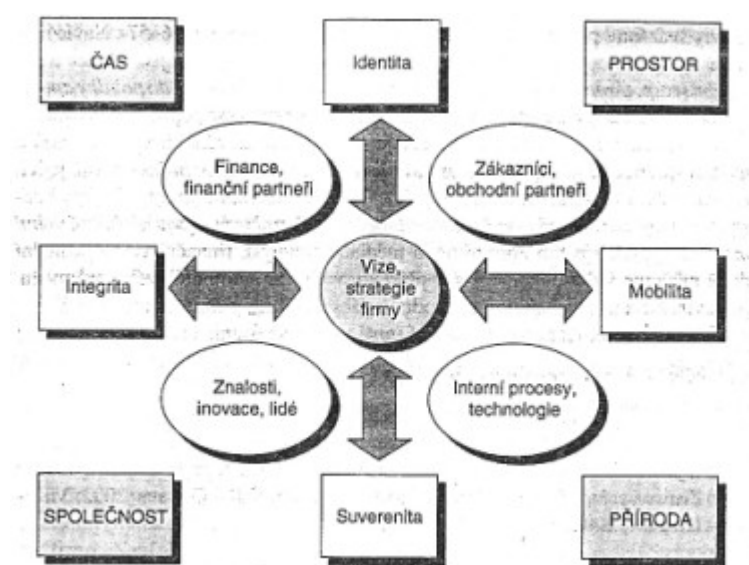 ČAS
Identita
PROSTOR
Finance,
finanční partneři
Zákazníci,
obchodní partneři
Integrita
Vize,
strategie
firmy
Mobilita
Znalosti,
inovace, lidé
Interní procesy,
technologie
SPOLEČNOST
Suverenita
PŘÍRODA